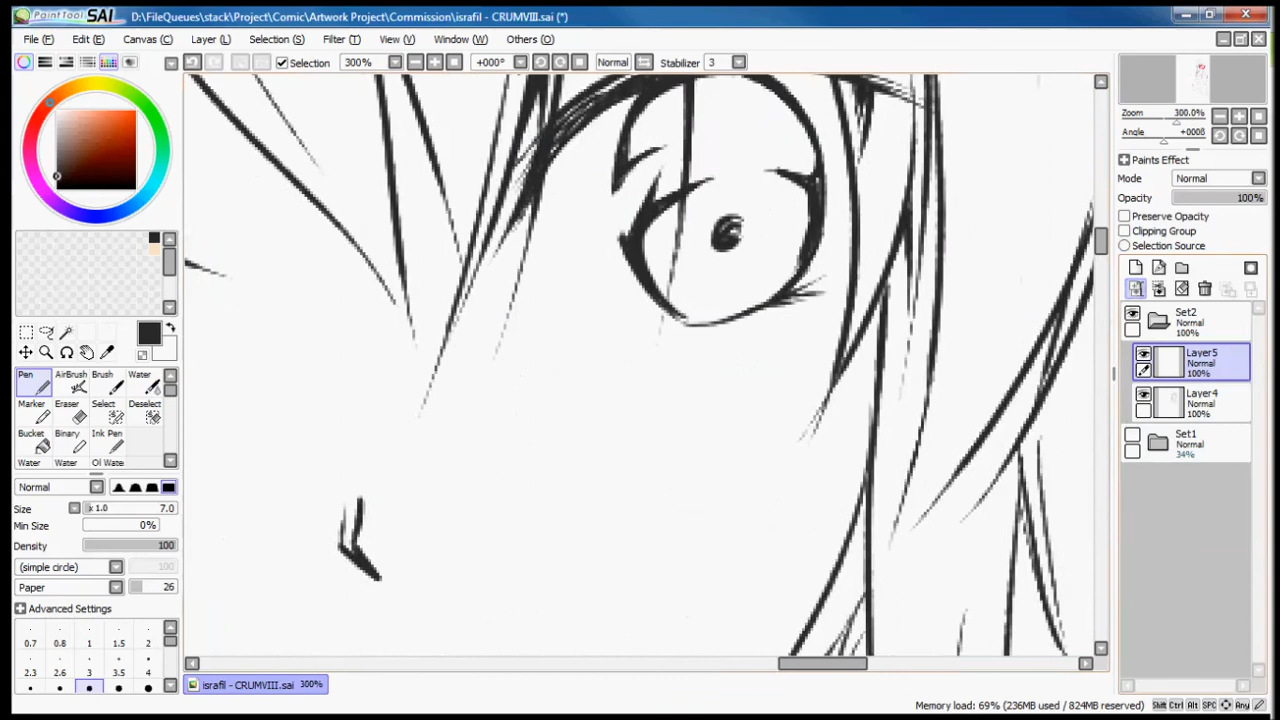 PaintTool SAI D:\FileQueues\stack\Project\Comic\Artwork Project\Commission\israfil - CRUMVIII.sai (*)
File (F) Edit (E) Canvas (C) Layer (L) Selection (S) Filter (T) View (V) Window (W) Others (O)
Selection 300% +000° Normal Stabilizer 3
Zoom 300.0%
Angle +000ß
Paints Effect
Mode Normal
Opacity 100%
Preserve Opacity
Clipping Group
Selection Source
Set2
Normal
100%
Layer5
Normal
100%
Layer4
Normal
100%
Set1
Normal
34%
Pen AirBrush Brush Water
Marker Eraser Select Deselect
Bucket Binary Ink Pen
Water Water Ol Wate
Normal
Size x 1.0 7.0
Min Size 0%
Density 100
(simple circle) 100
Paper 26
Advanced Settings
0.7 0.8 1 1.5 2
2.3 2.6 3 3.5 4
israfil - CRUMVIII.sai 300%
Memory load: 69% (236MB used / 824MB reserved) Shift Ctrl Alt SPC Any